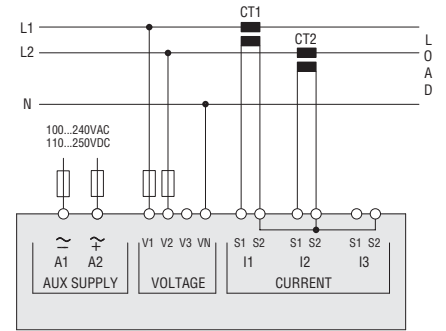 CT1
L1
CT2
L2
LOAD
N
100...240VAC
110...250VDC
V1 V2 V3 VN S1 S2 S1 S2 S1 S2
A1 A2 I1 I2 I3
AUX SUPPLY VOLTAGE CURRENT